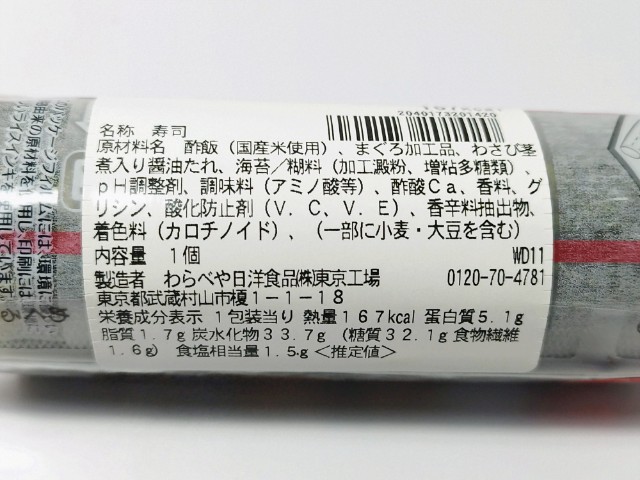 2040173201420
名称 寿司
原材料名 酢飯（国産米使用）、まぐろ加工品、わさび茎
煮入り醤油たれ、海苔／糊料（加工澱粉、増粘多糖類）、
ｐＨ調整剤、調味料（アミノ酸等）、酢酸Ｃａ、香料、グ
リシン、酸化防止剤（Ｖ．Ｃ、Ｖ．Ｅ）、香辛料抽出物、
着色料（カロチノイド）、（一部に小麦・大豆を含む）
内容量 １個 WD11
製造者 わらべや日洋食品㈱東京工場 0120-70-4781
東京都武蔵村山市榎１－１－１８
栄養成分表示 １包装当り 熱量１６７kcal 蛋白質５.１g
脂質１.７g 炭水化物３３.７g （糖質３２.１g 食物繊維
１.６g） 食塩相当量１.５g ＜推定値＞